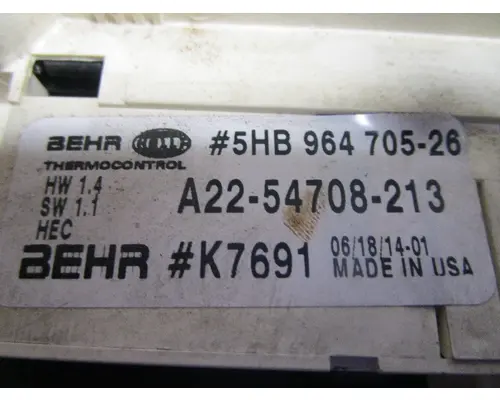 BEHR HELLA #5HB 964 705-26
THERMOCONTROL
HW 1.4
SW 1.1
HEC
A22-54708-213
BEHR #K7691
06/18/14-01
MADE IN USA